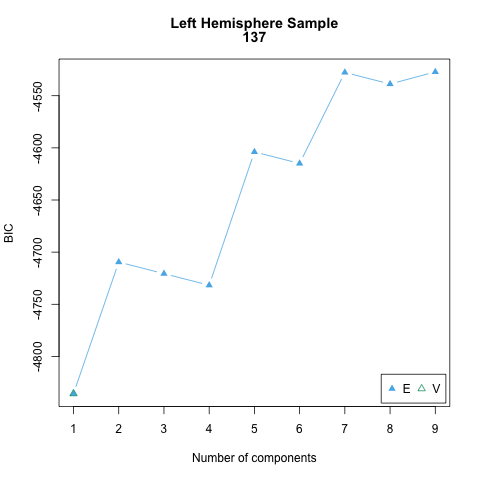 Left Hemisphere Sample
137
BIC
-4550
-4600
-4650
-4700
-4750
-4800
E V
1 2 3 4 5 6 7 8 9
Number of components